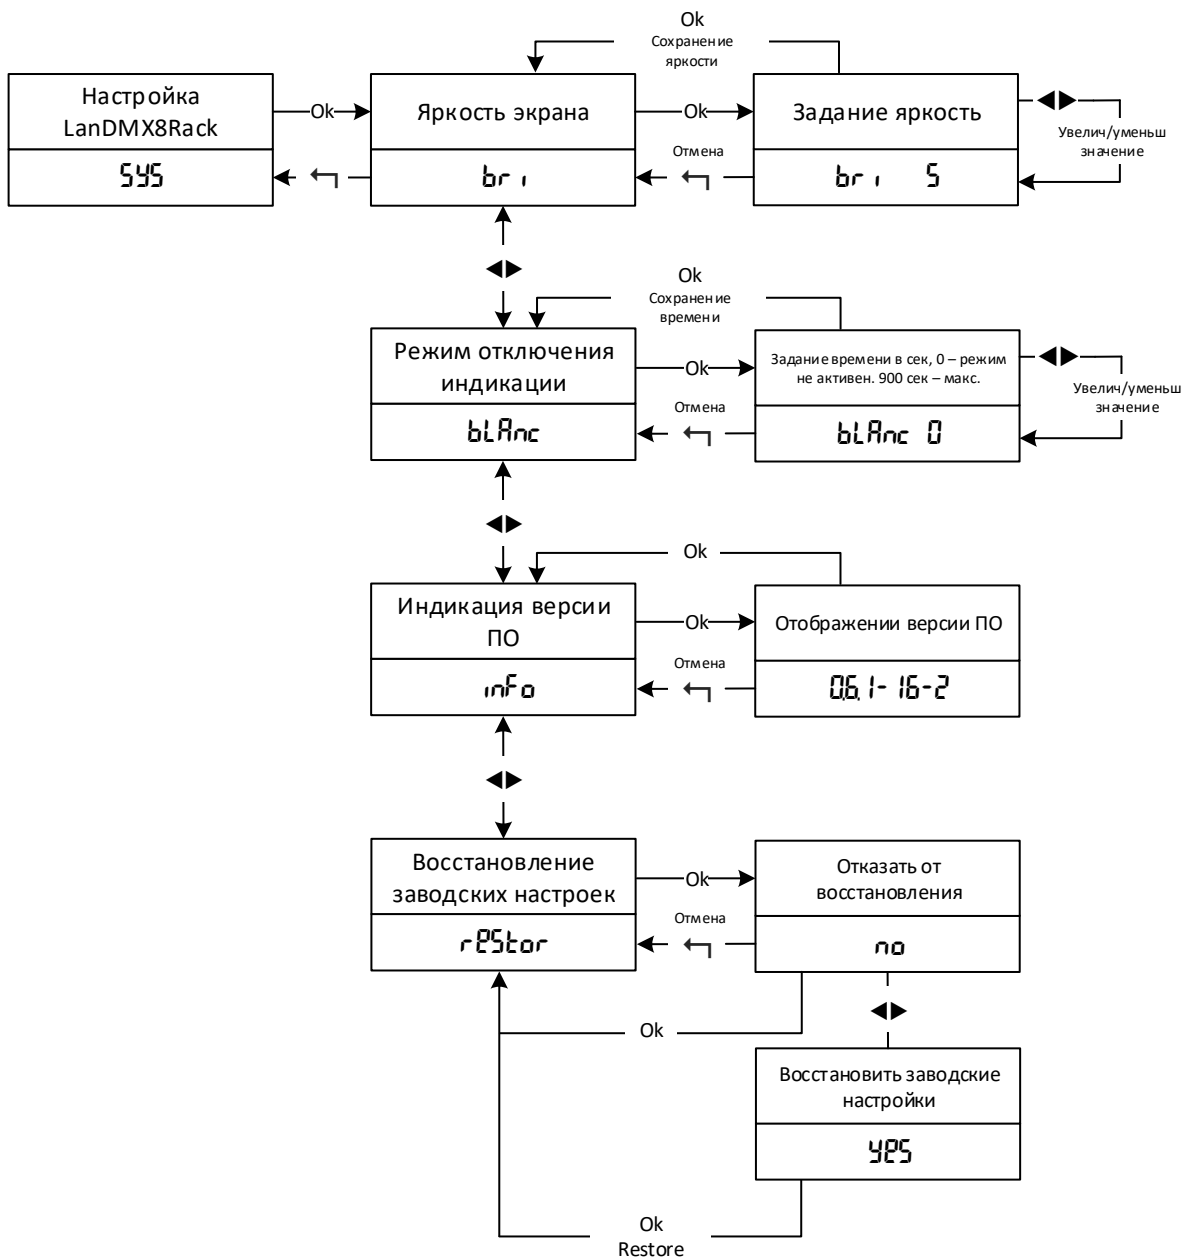 Ok
Сохранение
яркости
Настройка
LanDMX8Rack
SYS
Ok
Яркость экрана
bri
Ok
Отмена
Задание яркость
bri 5
Увелич/уменьш
значение
Ok
Сохранение
времени
Режим отключения
индикации
bLAnc
Ok
Отмена
Задание времени в сек, 0 – режим
не активен. 900 сек – макс.
bLAnc 0
Увелич/уменьш
значение
Ok
Индикация версии
ПО
inFo
Ok
Отмена
Отображении версии ПО
0.6.1-16-2
Восстановление
заводских настроек
rEStor
Ok
Отмена
Отказать от
восстановления
no
Ok
Восстановить заводские
настройки
YES
Ok
Restore